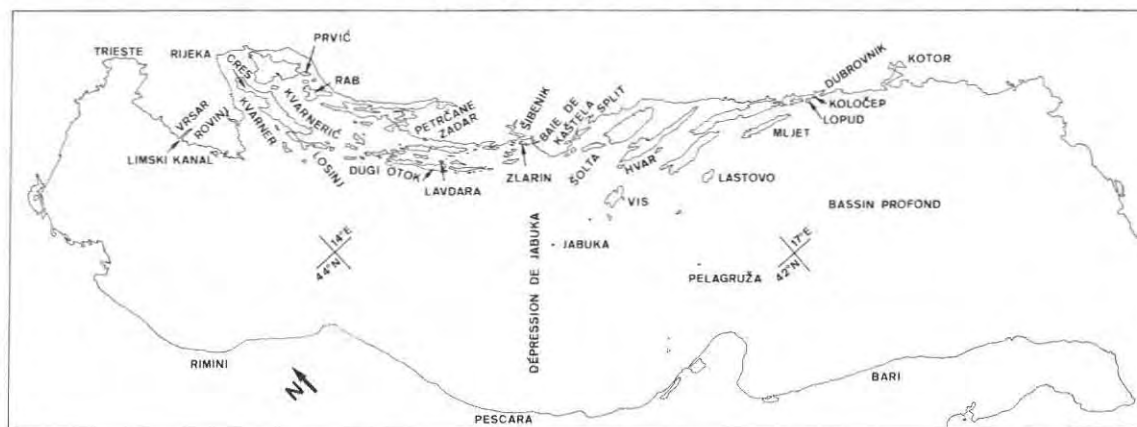 TRIESTE
RIJEKA
PRVIĆ
RAB
CRES
KVARNER
KVARNERIĆ
VRSAR
ROVINJ
LIMSKI KANAL
LOSINJ
PETRČANE
ZADAR
DUGI OTOK
LAVDARA
ŠIBENIK
ZLARIN
BAIE DE
KAŠTELA
SPLIT
ŠOLTA
HVAR
VIS
JABUKA
DÉPRESSION DE JABUKA
LASTOVO
MLJET
DUBROVNIK
KOLOČEP
LOPUD
KOTOR
BASSIN PROFOND
PELAGRUŽA
14°E
44°N
17°E
42°N
RIMINI
N
PESCARA
BARI